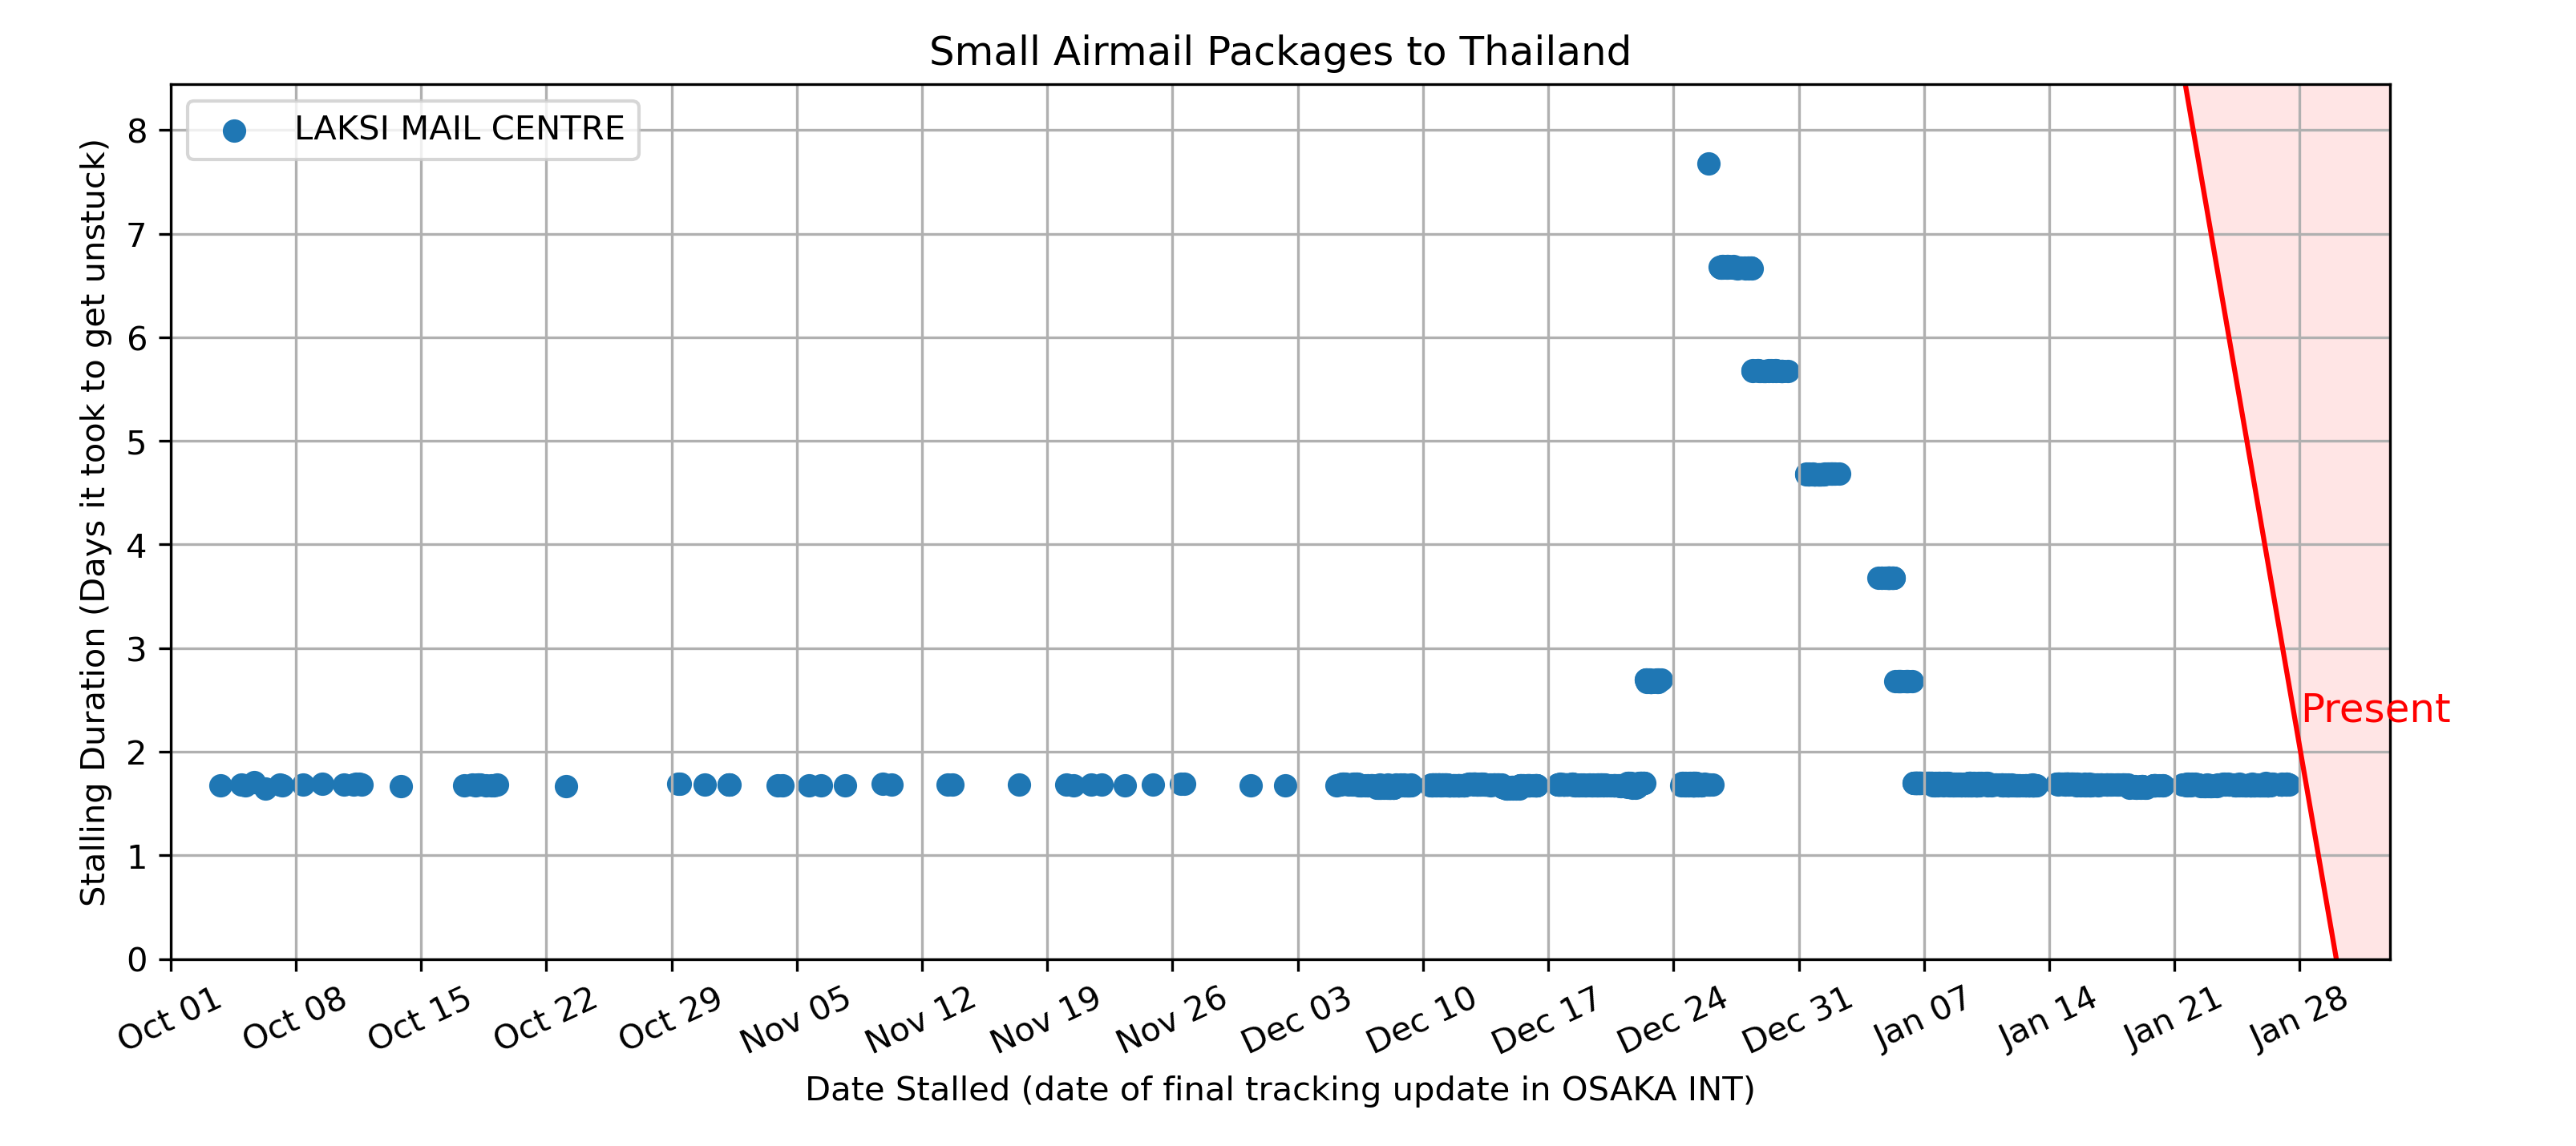 Small Airmail Packages to Thailand
LAKSI MAIL CENTRE
Stalling Duration (Days it took to get unstuck)
8
7
6
5
4
3
2
1
0
Present
Oct 01
Oct 08
Oct 15
Oct 22
Oct 29
Nov 05
Nov 12
Nov 19
Nov 26
Dec 03
Dec 10
Dec 17
Dec 24
Dec 31
Jan 07
Jan 14
Jan 21
Jan 28
Date Stalled (date of final tracking update in OSAKA INT)